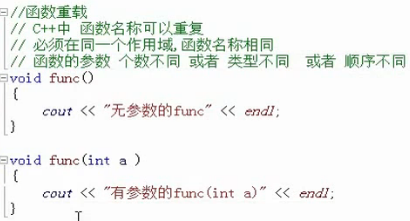 //函数重载
// C++中 函数名称可以重复
// 必须在同一个作用域,函数名称相同
// 函数的参数 个数不同 或者 类型不同 或者 顺序不同
void func()
{
cout << "无参数的func" << endl;
}
void func(int a )
{
cout << "有参数的func(int a)" << endl;
}